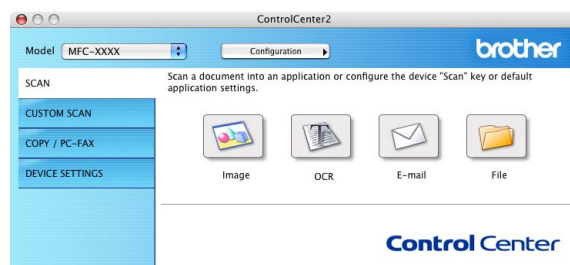 ControlCenter2
Model MFC-XXXX Configuration brother
SCAN
Scan a document into an application or configure the device "Scan" key or default
application settings.
CUSTOM SCAN
COPY / PC-FAX
DEVICE SETTINGS
Image OCR E-mail File
Control Center